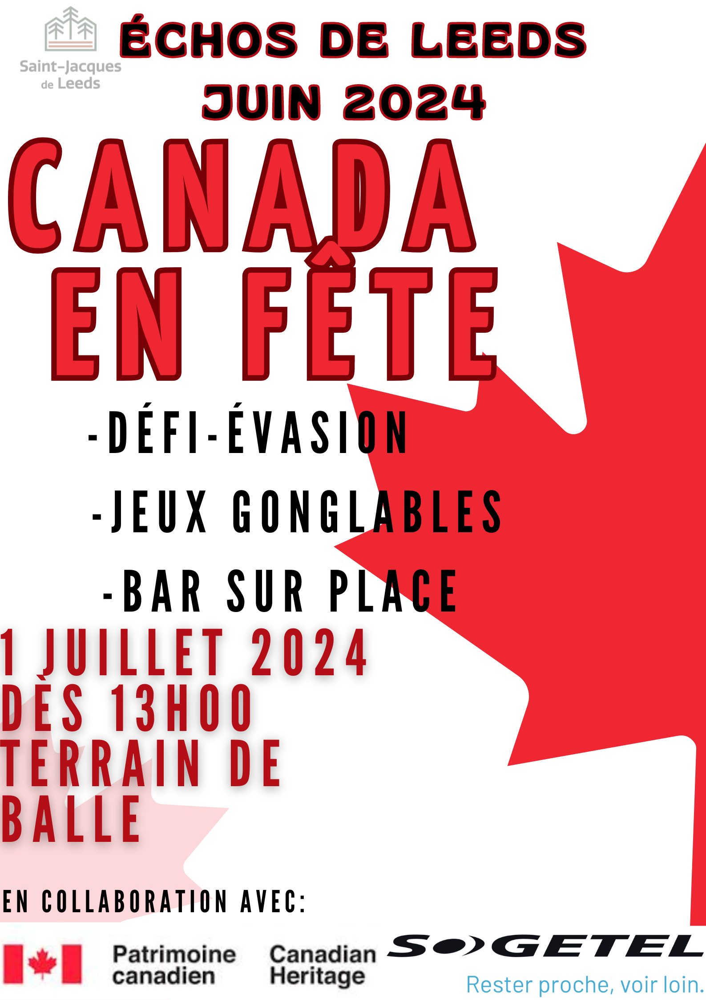 Saint-Jacques
de Leeds
ÉCHOS DE LEEDS
JUIN 2024
CANADA
EN FÊTE
-DÉFI-ÉVASION
-JEUX GONGLABLES
-BAR SUR PLACE
1 JUILLET 2024
DÈS 13H00
TERRAIN DE
BALLE
EN COLLABORATION AVEC:
Patrimoine
canadien
Canadian
Heritage
SOGETEL
Rester proche, voir loin.